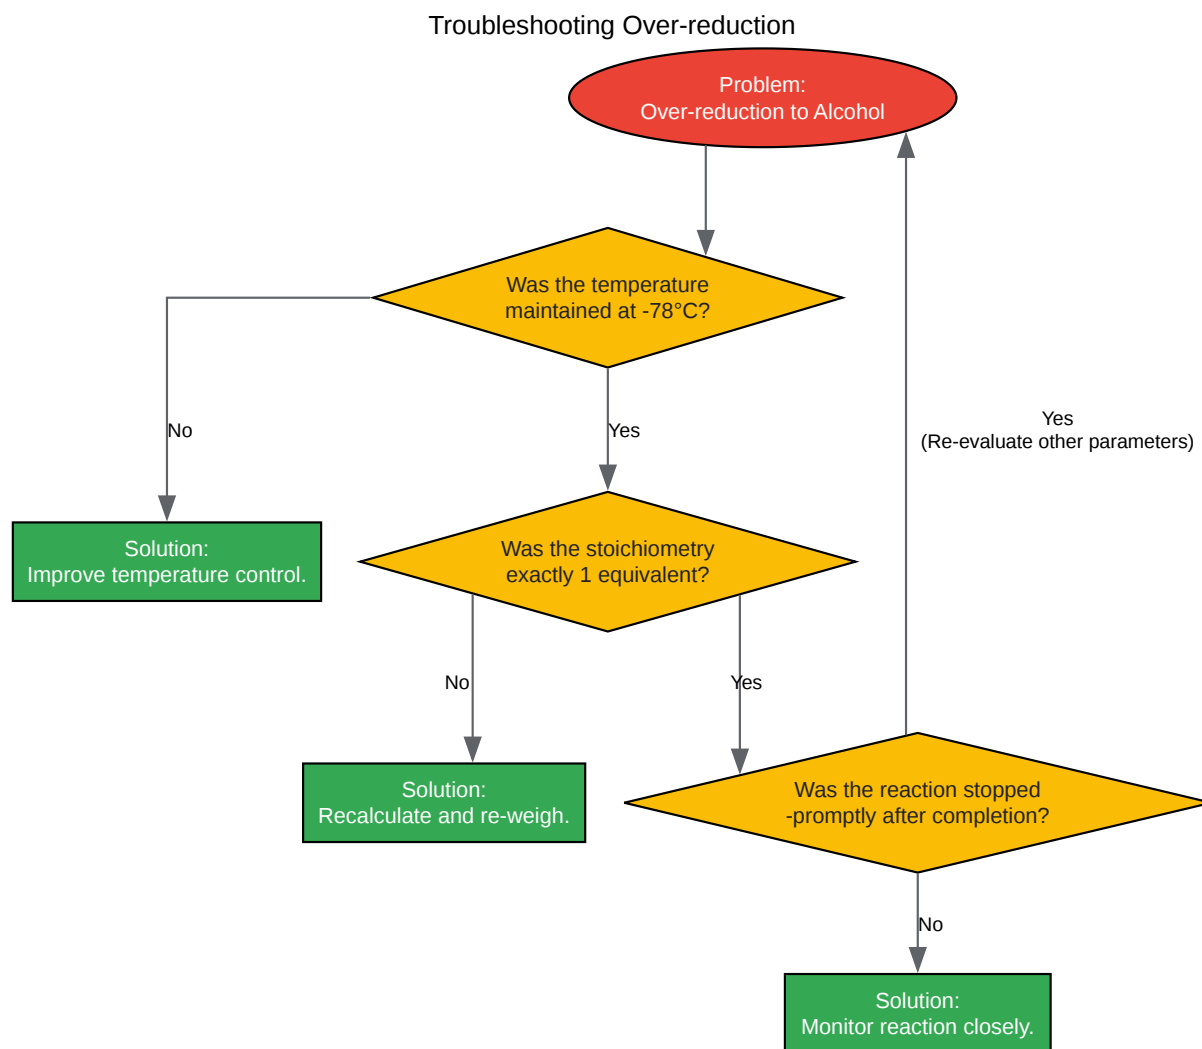 Troubleshooting Over-reduction
Problem:
Over-reduction to Alcohol
Was the temperature
maintained at -78°C?
No
Yes
Yes
(Re-evaluate other parameters)
Solution:
Improve temperature control.
Was the stoichiometry
exactly 1 equivalent?
No
Yes
Solution:
Recalculate and re-weigh.
Was the reaction stopped
-promptly after completion?
No
Solution:
Monitor reaction closely.